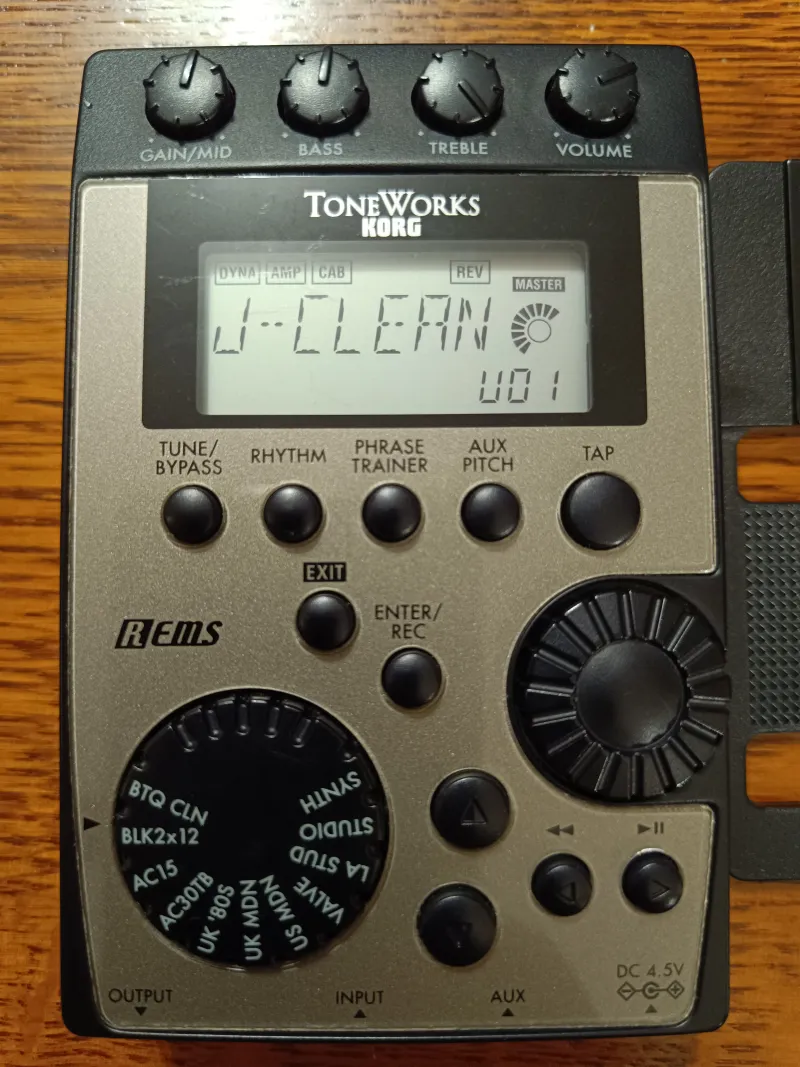 GAIN/MID BASS TREBLE VOLUME
TONEWORKS
KORG
DYNA AMP CAB REV
MASTER
J-CLEAN
U01
TUNE/
BYPASS
RHYTHM
PHRASE
TRAINER
AUX
PITCH
TAP
EXIT
ENTER/
REC
REMS
BTQ CLN
BLK2x12
AC15
AC30TB
UK '80S
UK MDN
US MDN
VALVE
LA STUD
STUDIO
SYNTH
DC 4.5V
OUTPUT INPUT AUX